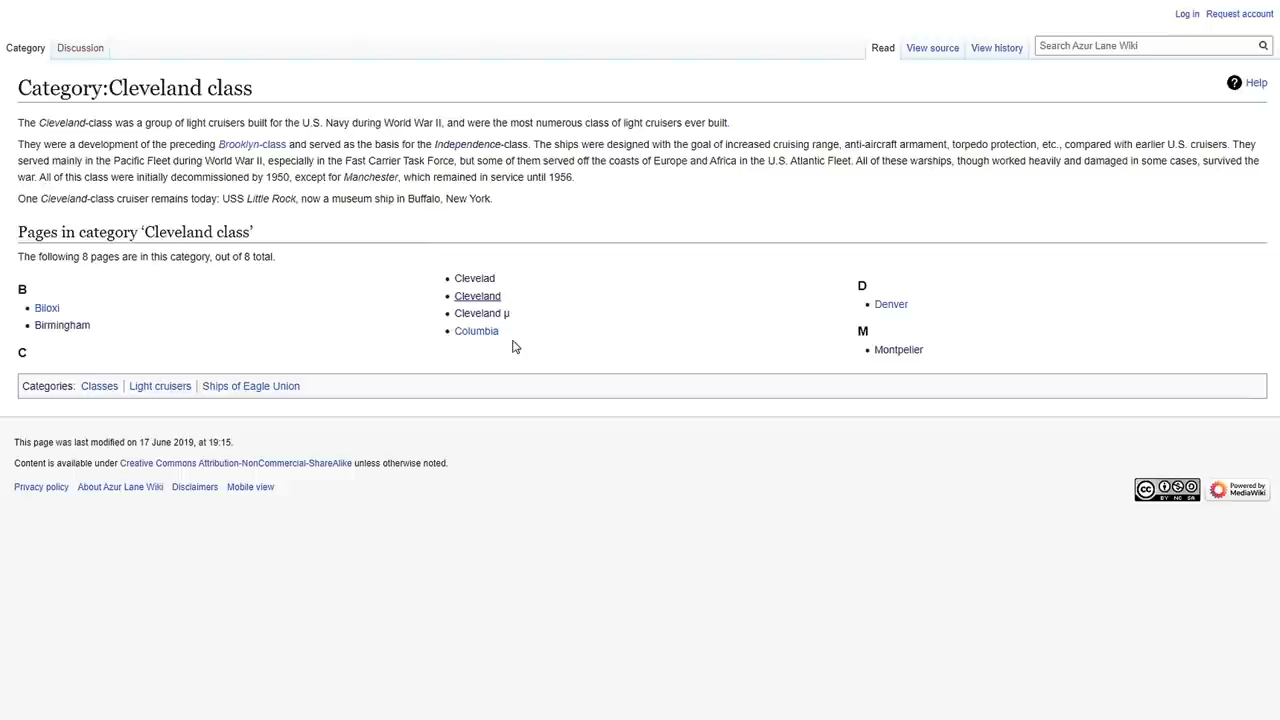 Log in Request account
Category Discussion Read View source View history Search Azur Lane Wiki
Category:Cleveland class
Help
The Cleveland-class was a group of light cruisers built for the U.S. Navy during World War II, and were the most numerous class of light cruisers ever built.
They were a development of the preceding Brooklyn-class and served as the basis for the Independence-class. The ships were designed with the goal of increased cruising range, anti-aircraft armament, torpedo protection, etc., compared with earlier U.S. cruisers. They
served mainly in the Pacific Fleet during World War II, especially in the Fast Carrier Task Force, but some of them served off the coasts of Europe and Africa in the U.S. Atlantic Fleet. All of these warships, though worked heavily and damaged in some cases, survived the
war. All of this class were initially decommissioned by 1950, except for Manchester, which remained in service until 1956.
One Cleveland-class cruiser remains today: USS Little Rock, now a museum ship in Buffalo, New York.
Pages in category ‘Cleveland class’
The following 8 pages are in this category, out of 8 total.
B
Biloxi
Birmingham
C
Clevelad
Cleveland
Cleveland µ
Columbia
D
Denver
M
Montpelier
Categories: Classes | Light cruisers | Ships of Eagle Union
This page was last modified on 17 June 2019, at 19:15.
Content is available under Creative Commons Attribution-NonCommercial-ShareAlike unless otherwise noted.
Privacy policy About Azur Lane Wiki Disclaimers Mobile view
CC BY NC SA
Powered by
MediaWiki